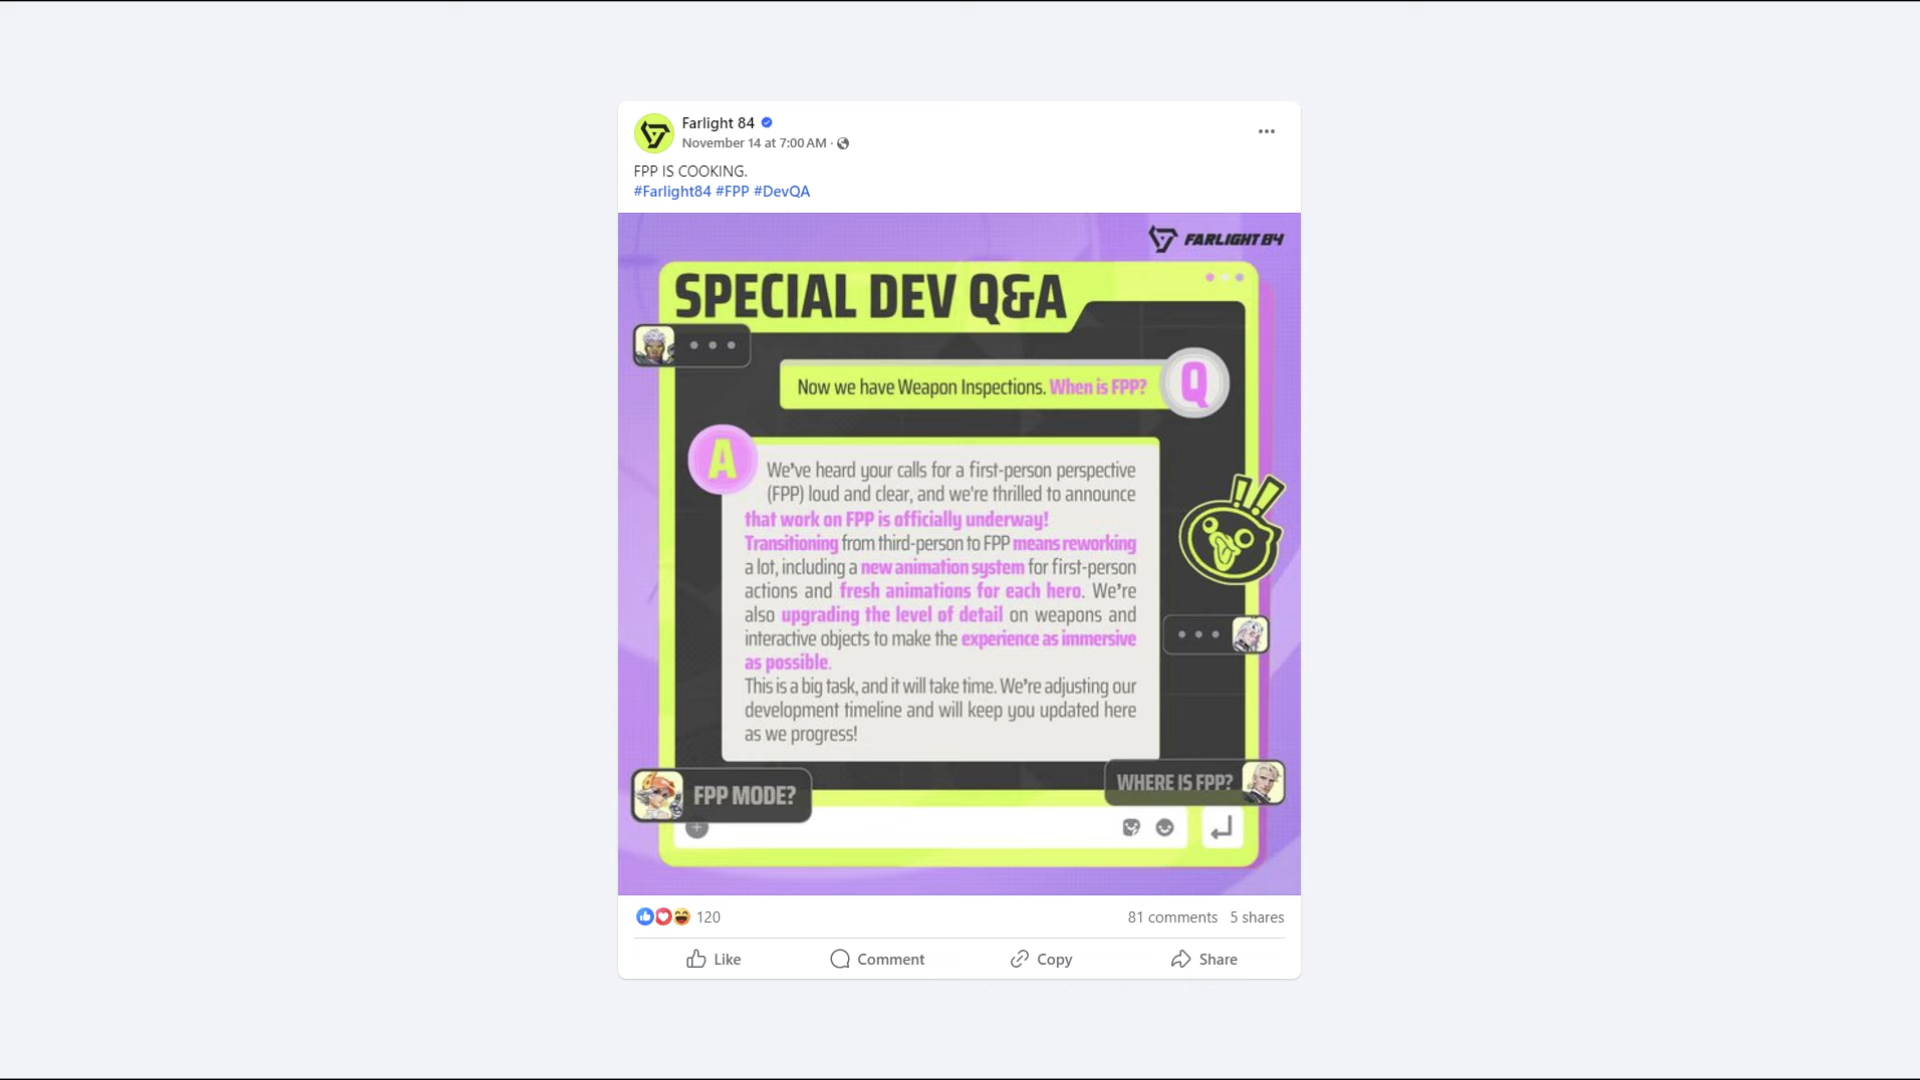 Farlight 84
November 14 at 7:00 AM ·
FPP IS COOKING.
#Farlight84 #FPP #DevQA
FARLIGHT 84
SPECIAL DEV Q&A
Now we have Weapon Inspections. When is FPP?
Q
A
We've heard your calls for a first-person perspective
(FPP) loud and clear, and we're thrilled to announce
that work on FPP is officially underway!
Transitioning from third-person to FPP means reworking
a lot, including a new animation system for first-person
actions and fresh animations for each hero. We're
also upgrading the level of detail on weapons and
interactive objects to make the experience as immersive
as possible.
This is a big task, and it will take time. We're adjusting our
development timeline and will keep you updated here
as we progress!
WHERE IS FPP?
FPP MODE?
120
81 comments 5 shares
Like Comment Copy Share